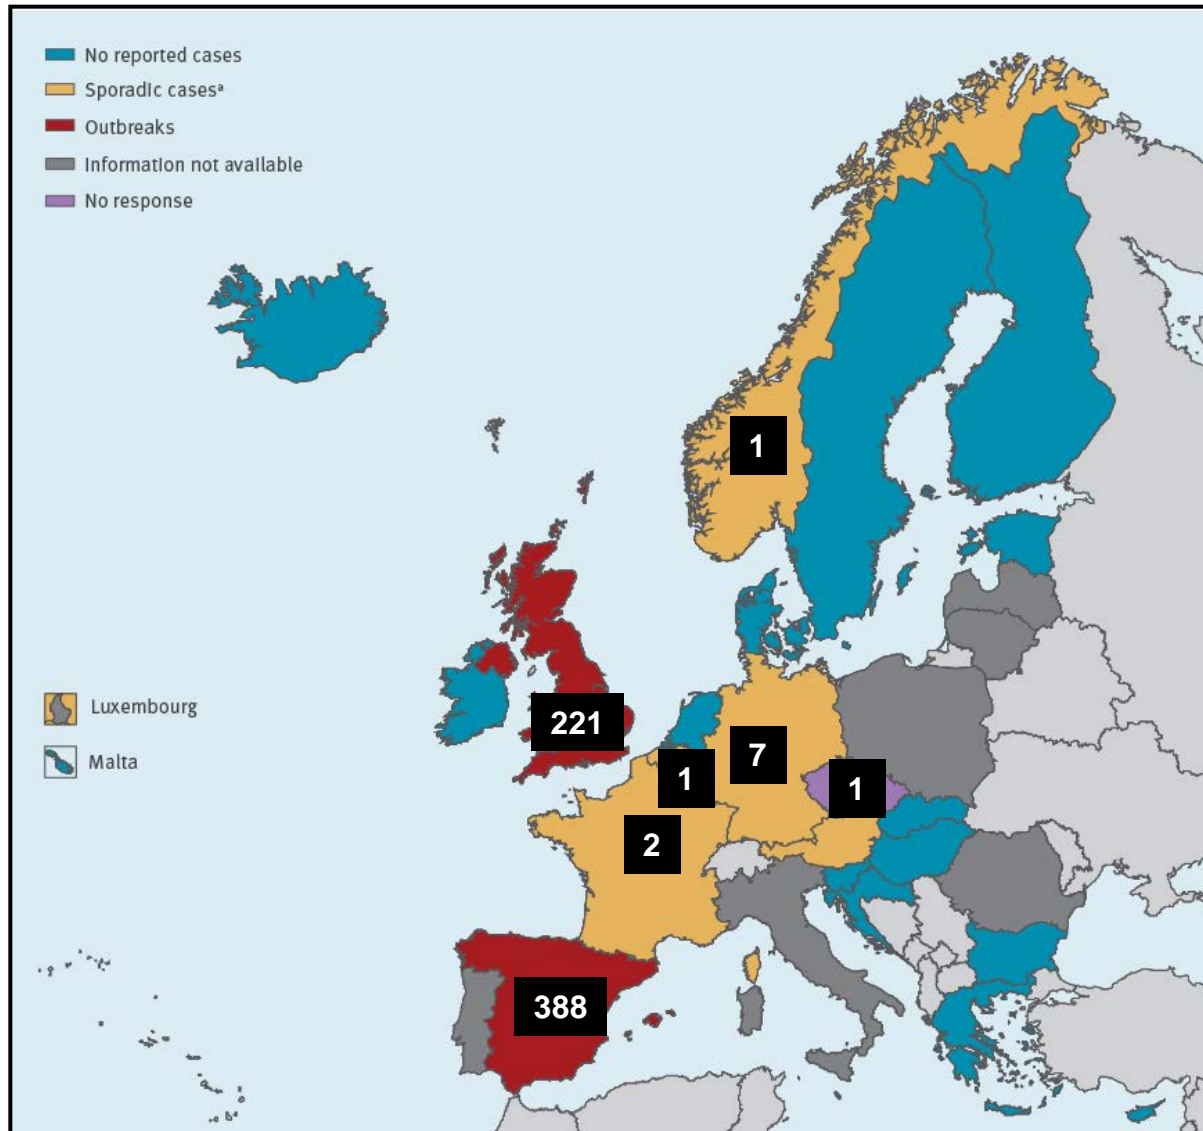 No reported cases
Sporadic casesª
Outbreaks
Information not available
No response
1
Luxembourg
221
7
Malta
1
1
2
388